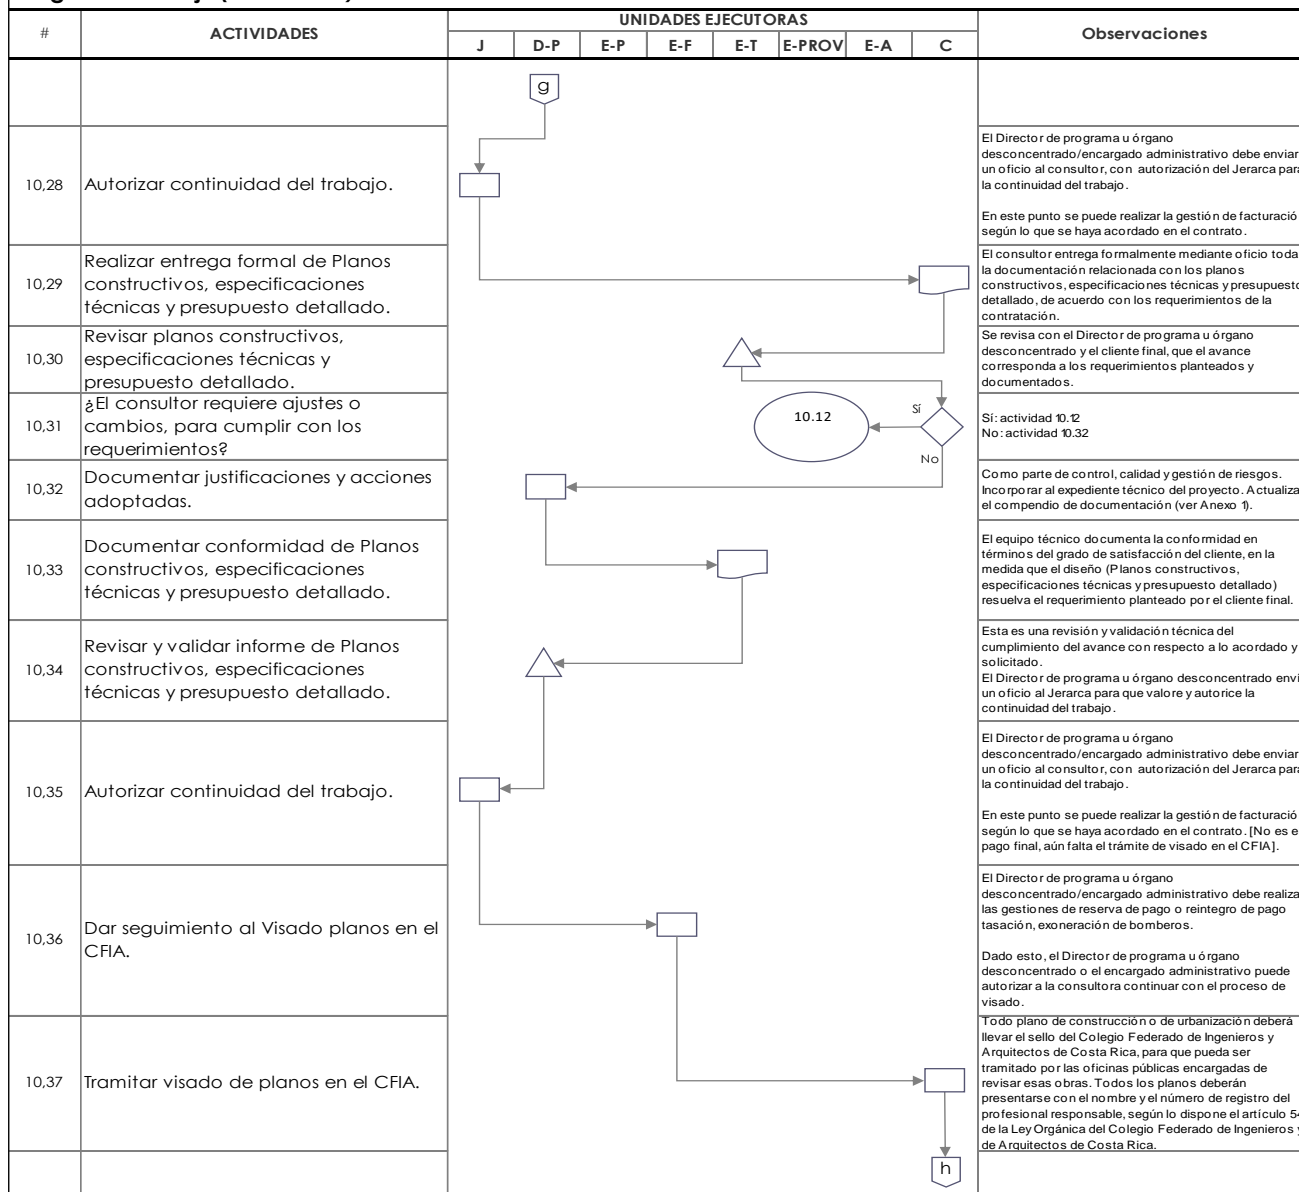 #
ACTIVIDADES
UNIDADES EJECUTORAS
Observaciones
J D-P E-P E-F E-T E-PROV E-A C
g
10,28
Autorizar continuidad del trabajo.
El Director de programa u órgano
desconcentrado/encargado administrativo debe enviar
un oficio al consultor, con autorización del Jerarca para
la continuidad del trabajo.
En este punto se puede realizar la gestión de facturació
según lo que se haya acordado en el contrato.
10,29
Realizar entrega formal de Planos
constructivos, especificaciones
técnicas y presupuesto detallado.
El consultor entrega formalmente mediante oficio toda
la documentación relacionada con los planos
constructivos, especificaciones técnicas y presupuesto
detallado, de acuerdo con los requerimientos de la
contratación.
10,30
Revisar planos constructivos,
especificaciones técnicas y
presupuesto detallado.
Se revisa con el Director de programa u órgano
desconcentrado y el cliente final, que el avance
corresponda a los requerimientos planteados y
documentados.
10,31
¿El consultor requiere ajustes o
cambios, para cumplir con los
requerimientos?
10.12
Sí
No
Sí: actividad 10.12
No: actividad 10.32
10,32
Documentar justificaciones y acciones
adoptadas.
Como parte de control, calidad y gestión de riesgos.
Incorporar al expediente técnico del proyecto. Actualiza
el compendio de documentación (ver Anexo 1).
10,33
Documentar conformidad de Planos
constructivos, especificaciones
técnicas y presupuesto detallado.
El equipo técnico documenta la conformidad en
términos del grado de satisfacción del cliente, en la
medida que el diseño (Planos constructivos,
especificaciones técnicas y presupuesto detallado)
resuelva el requerimiento planteado por el cliente final.
10,34
Revisar y validar informe de Planos
constructivos, especificaciones
técnicas y presupuesto detallado.
Esta es una revisión y validación técnica del
cumplimiento del avance con respecto a lo acordado y
solicitado.
El Director de programa u órgano desconcentrado enví
un oficio al Jerarca para que valore y autorice la
continuidad del trabajo.
10,35
Autorizar continuidad del trabajo.
El Director de programa u órgano
desconcentrado/encargado administrativo debe enviar
un oficio al consultor, con autorización del Jerarca para
la continuidad del trabajo.
En este punto se puede realizar la gestión de facturació
según lo que se haya acordado en el contrato. [No es e
pago final, aún falta el trámite de visado en el CFIA].
10,36
Dar seguimiento al Visado planos en el
CFIA.
El Director de programa u órgano
desconcentrado/encargado administrativo debe realiza
las gestiones de reserva de pago o reintegro de pago
tasación, exoneración de bomberos.
Dado esto, el Director de programa u órgano
desconcentrado o el encargado administrativo puede
autorizar a la consultora continuar con el proceso de
visado.
10,37
Tramitar visado de planos en el CFIA.
Todo plano de construcción o de urbanización deberá
llevar el sello del Colegio Federado de Ingenieros y
Arquitectos de Costa Rica, para que pueda ser
tramitado por las oficinas públicas encargadas de
revisar esas obras. Todos los planos deberán
presentarse con el nombre y el número de registro del
profesional responsable, según lo dispone el artículo 54
de la Ley Orgánica del Colegio Federado de Ingenieros y
de Arquitectos de Costa Rica.
h